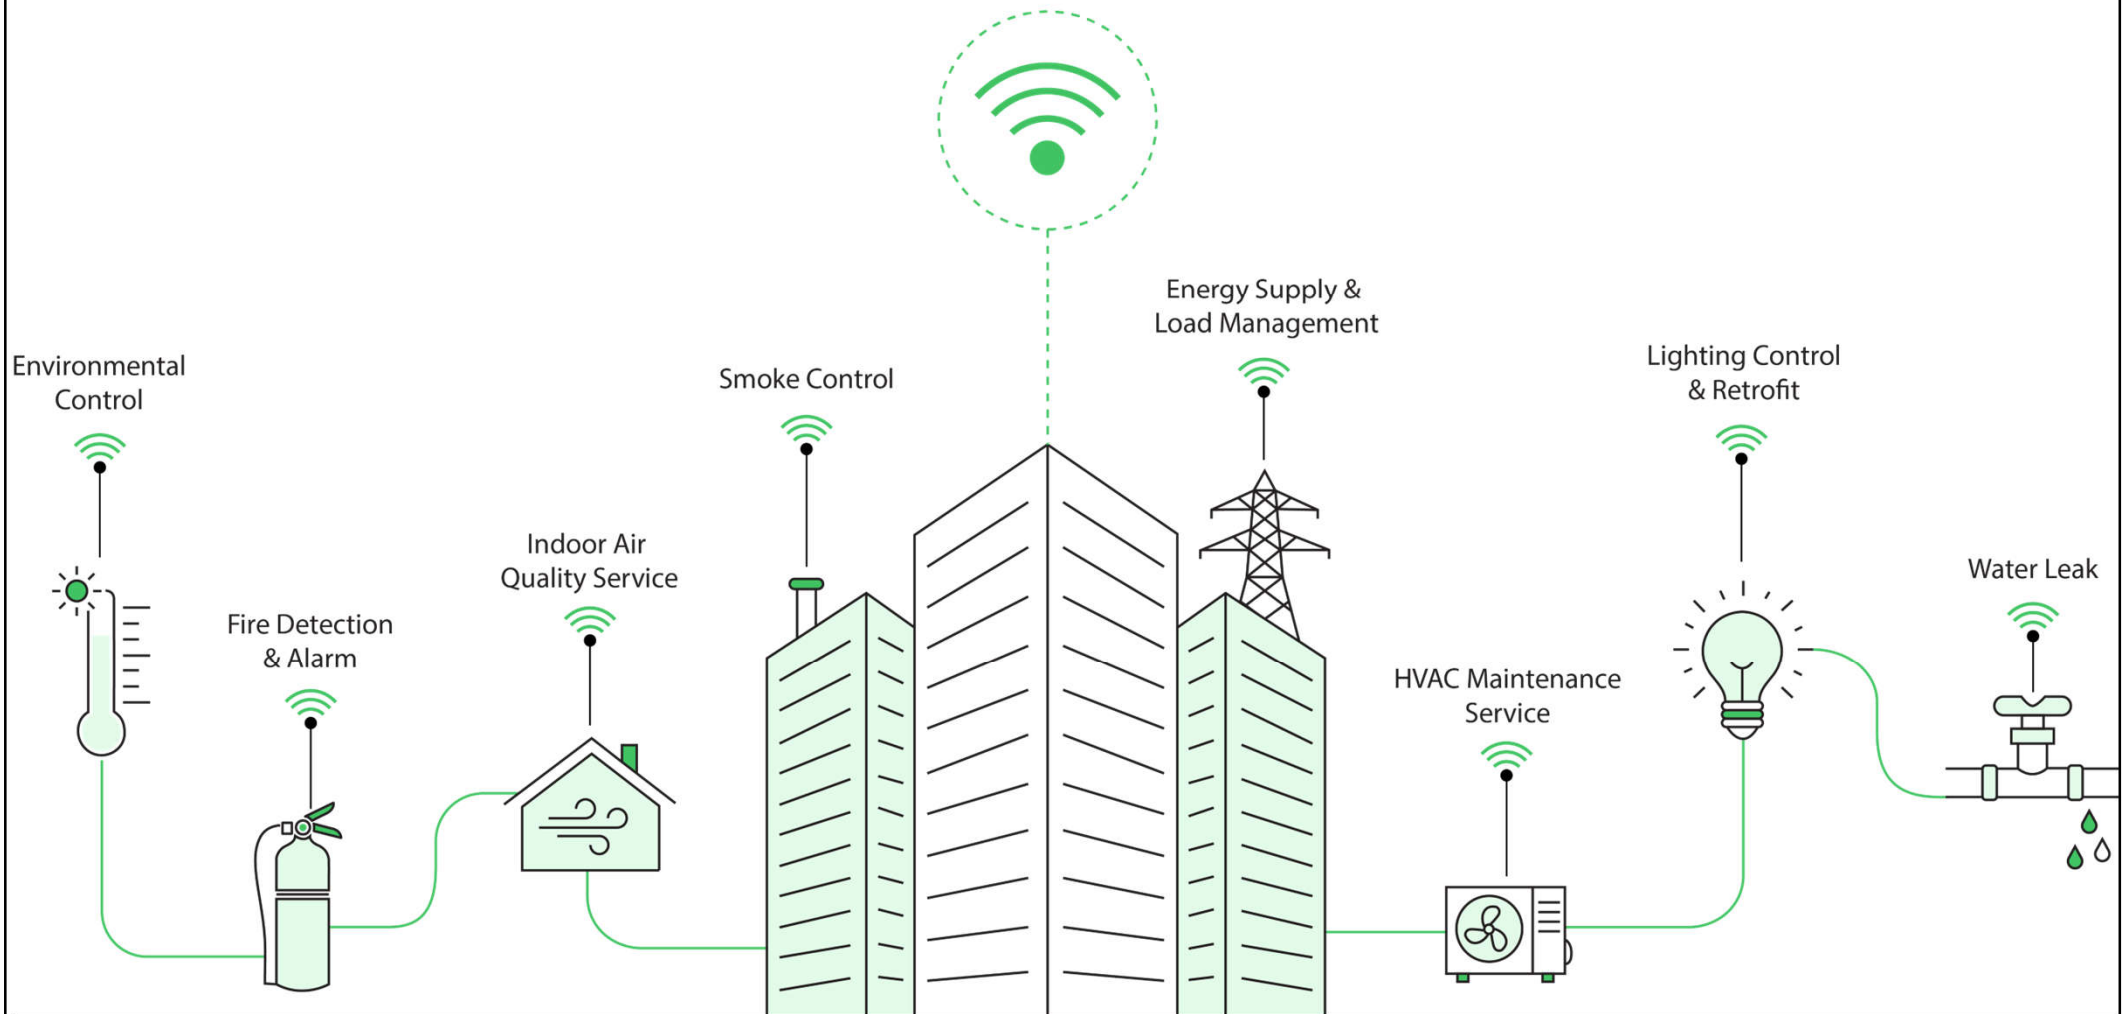 Environmental
Control
Fire Detection
& Alarm
Indoor Air
Quality Service
Smoke Control
Energy Supply &
Load Management
HVAC Maintenance
Service
Lighting Control
& Retrofit
Water Leak